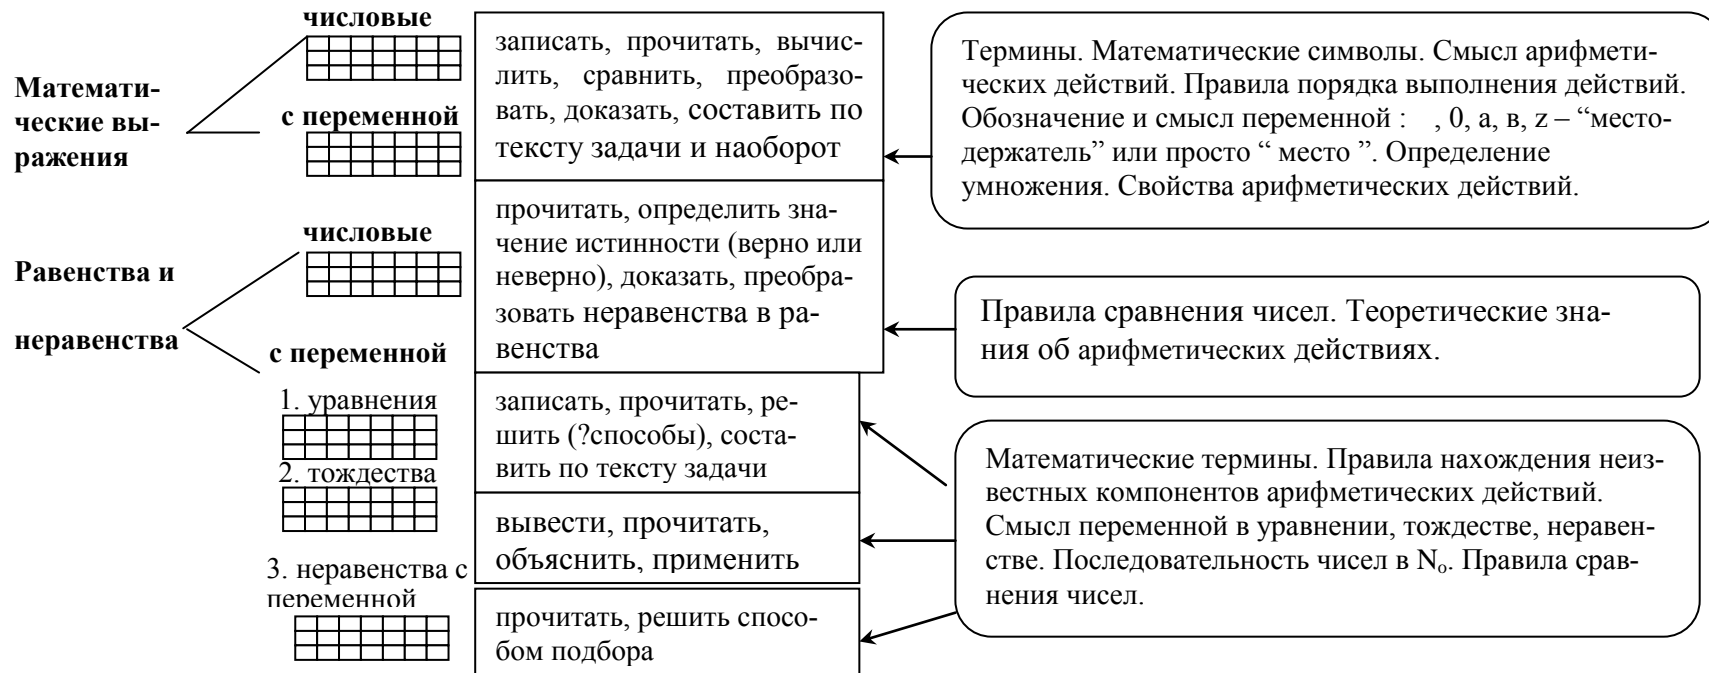 числовые
Математи-
ческие вы-
ражения
с переменной
записать, прочитать, вычис-
лить, сравнить, преобразо-
вать, доказать, составить по
тексту задачи и наоборот
Термины. Математические символы. Смысл арифмети-
ческих действий. Правила порядка выполнения действий.
Обозначение и смысл переменной : , 0, а, в, z – “место-
держатель” или просто “ место ”. Определение
умножения. Свойства арифметических действий.
числовые
Равенства и
неравенства
с переменной
прочитать, определить зна-
чение истинности (верно или
неверно), доказать, преобра-
зовать неравенства в ра-
венства
Правила сравнения чисел. Теоретические зна-
ния об арифметических действиях.
1. уравнения
записать, прочитать, ре-
шить (?способы), соста-
вить по тексту задачи
2. тождества
вывести, прочитать,
объяснить, применить
3. неравенства с
переменной
прочитать, решить спосо-
бом подбора
Математические термины. Правила нахождения неиз-
вестных компонентов арифметических действий.
Смысл переменной в уравнении, тождестве, неравен-
стве. Последовательность чисел в Nо. Правила срав-
нения чисел.